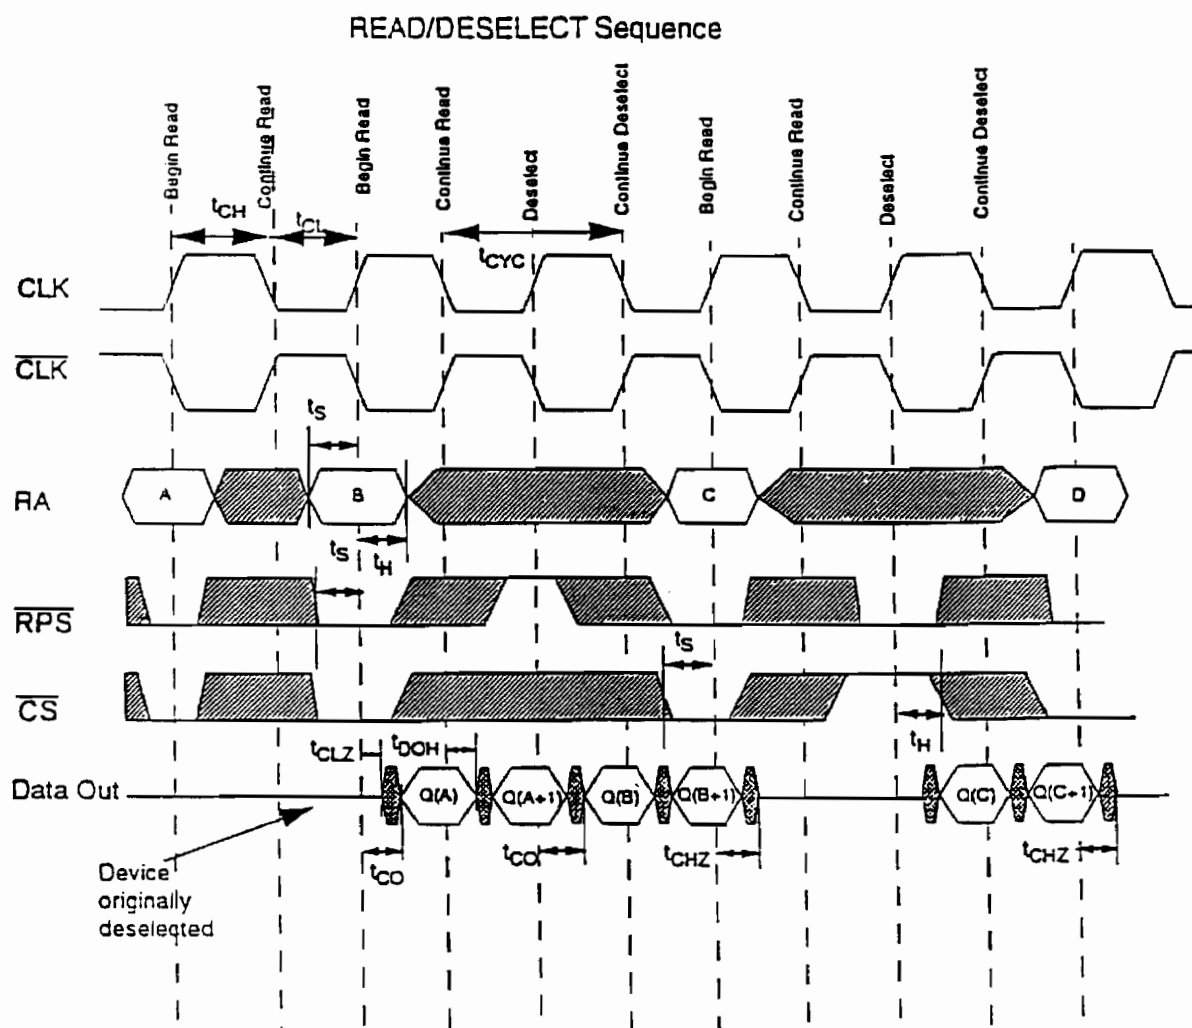 READ/DESELECT Sequence
Begin Read
Continue Read
Begin Read
Continue Read
Deselect
Continue Deselect
Begin Read
Continue Read
Deselect
Continue Deselect
tCH
tCL
tCYC
CLK
CLK
tS
RA
A
B
C
D
tS
tH
RPS
tS
CS
tCLZ
tDOH
tH
Data Out
Q(A)
Q(A+1)
Q(B)
Q(B+1)
Q(C)
Q(C+1)
tCO
tCO
tCHZ
tCHZ
Device
originally
deselected